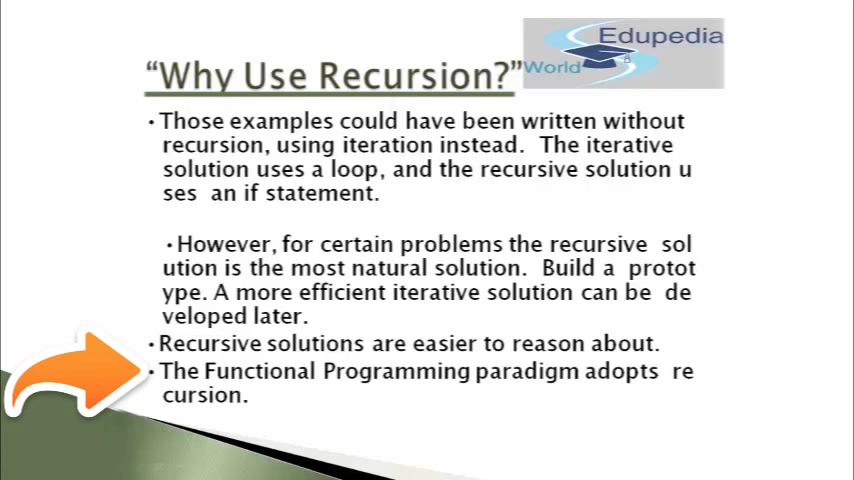 “Why Use Recursion?”
Edupedia
World
• Those examples could have been written without
recursion, using iteration instead. The iterative
solution uses a loop, and the recursive solution u
ses an if statement.
• However, for certain problems the recursive sol
ution is the most natural solution. Build a protot
ype. A more efficient iterative solution can be de
veloped later.
• Recursive solutions are easier to reason about.
• The Functional Programming paradigm adopts re
cursion.